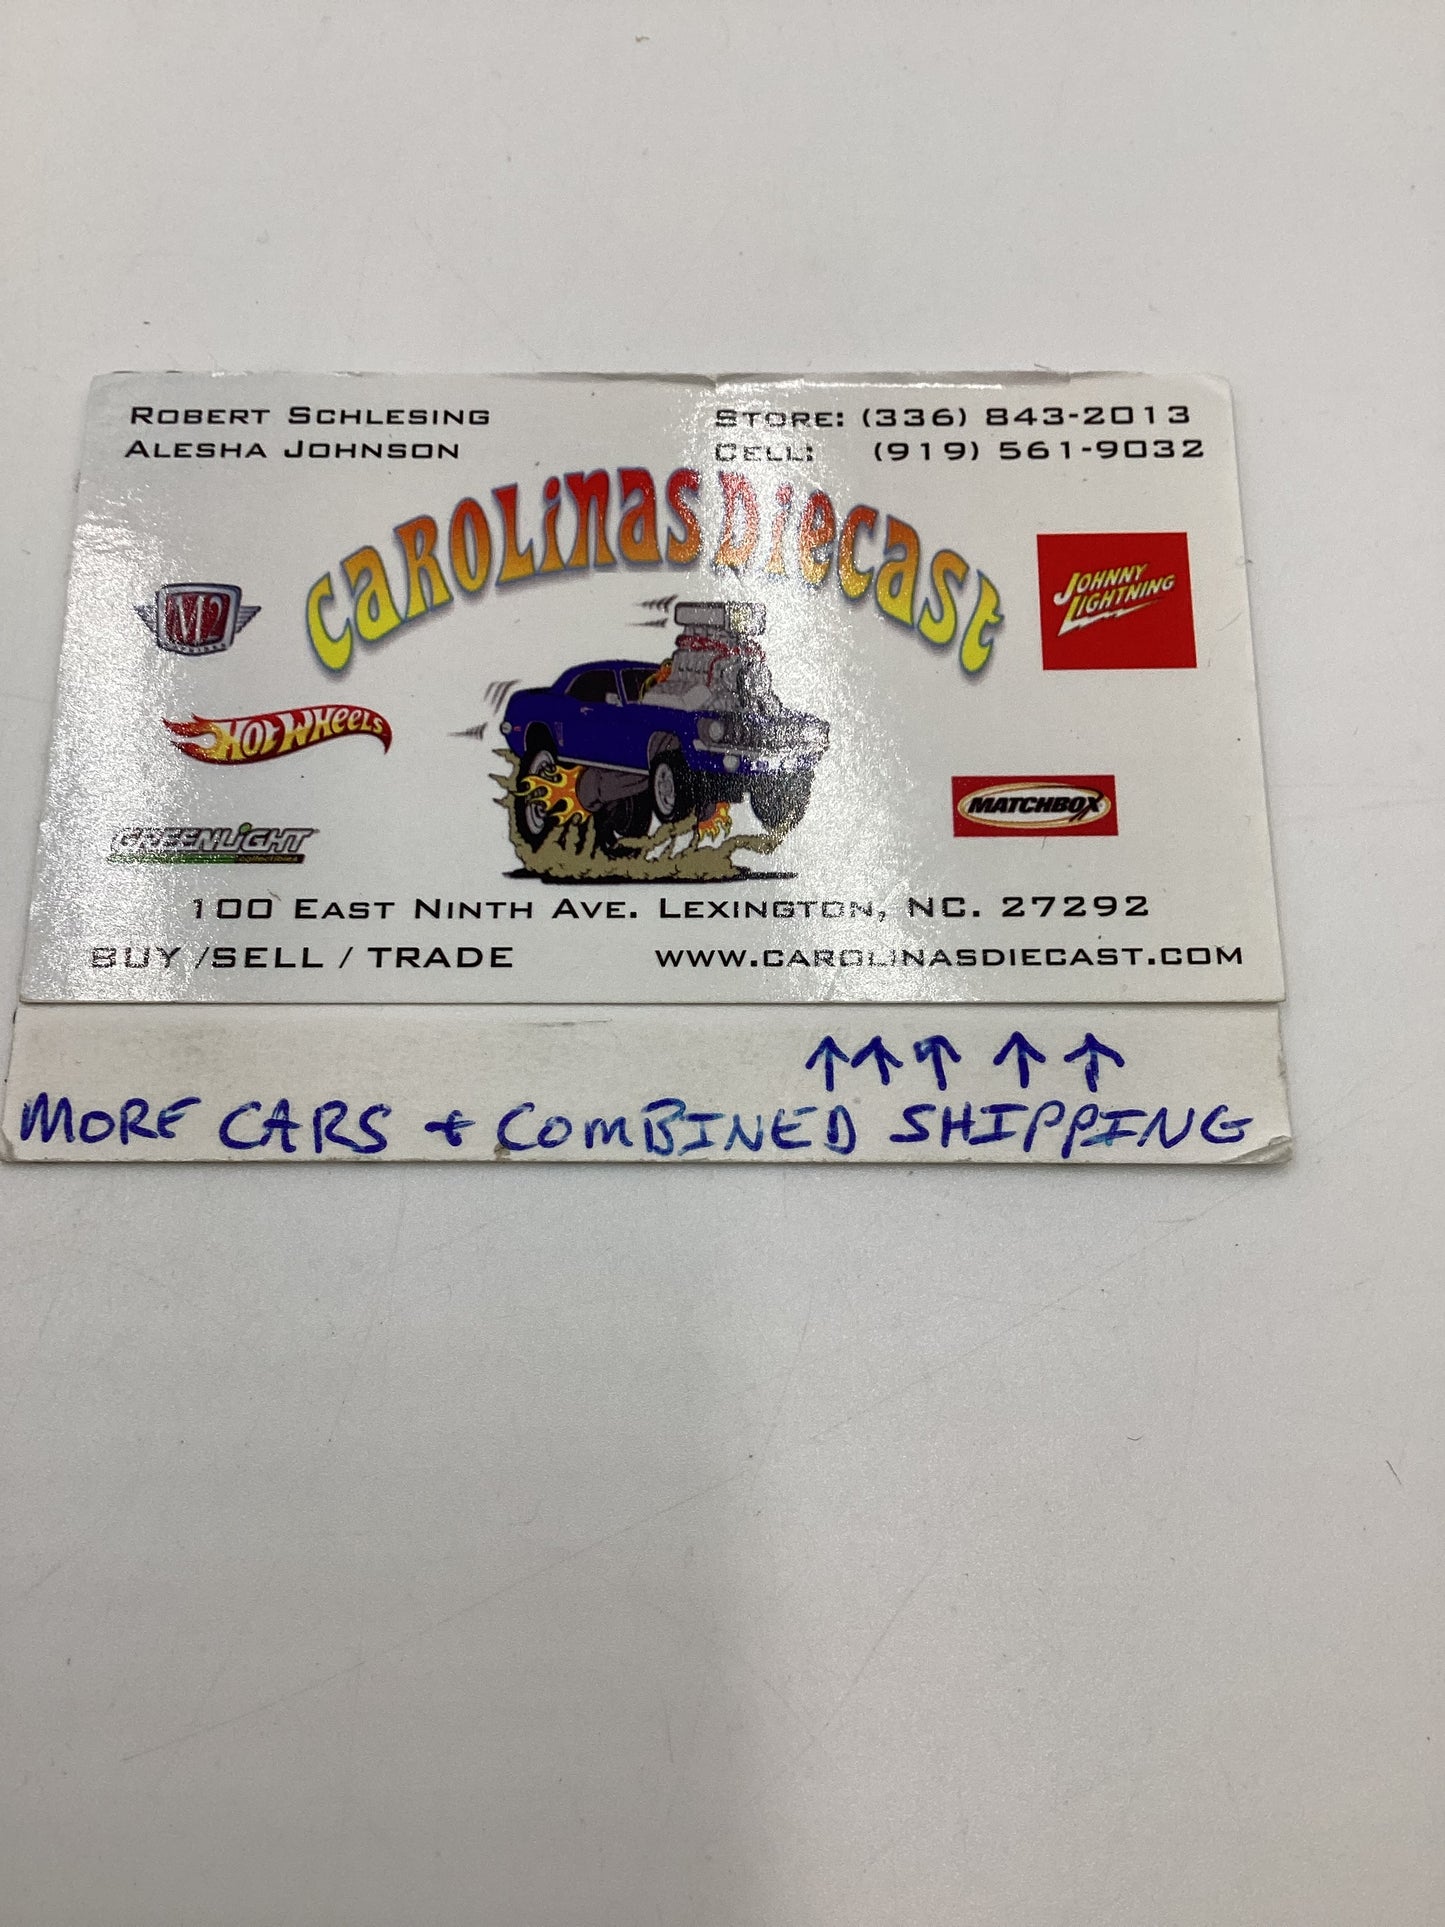 ROBERT SCHLESING
ALESHA JOHNSON
STORE: (336) 843-2013
CELL: (919) 561-9032
CAROLINAS DIECAST
M2
JOHNNY LIGHTNING
HOT WHEELS
MATCHBOX
GREENLIGHT
collectibles
100 EAST NINTH AVE. LEXINGTON, NC. 27292
BUY /SELL / TRADE
WWW.CAROLINASDIECAST.COM
↑↑↑ ↑ ↑
MORE CARS + COMBINED SHIPPING